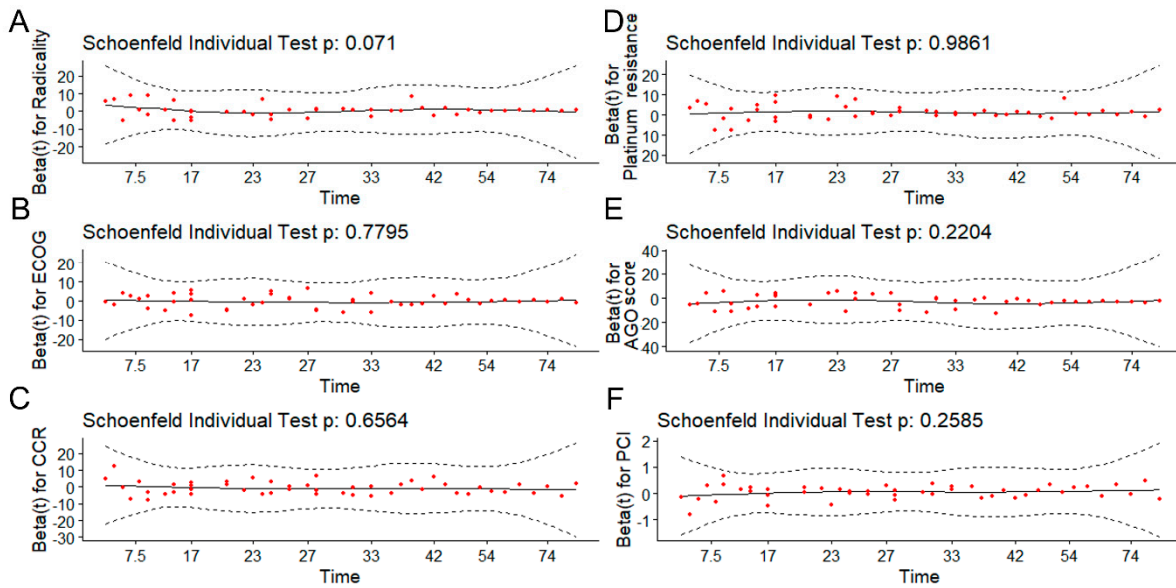 A
Schoenfeld Individual Test p: 0.071
Beta(t) for Radicality
20
10
0
-10
-20
7.5 17 23 27 33 42 54 74
Time
B
Schoenfeld Individual Test p: 0.7795
Beta(t) for ECOG
20
10
0
-10
-20
7.5 17 23 27 33 42 54 74
Time
C
Schoenfeld Individual Test p: 0.6564
Beta(t) for CCR
20
10
0
-10
-20
-30
7.5 17 23 27 33 42 54 74
Time
D
Schoenfeld Individual Test p: 0.9861
Beta(t) for
Platinum resistance
20
10
0
10
20
7.5 17 23 27 33 42 54 74
Time
E
Schoenfeld Individual Test p: 0.2204
Beta(t) for
AGO score
40
20
0
20
40
7.5 17 23 27 33 42 54 74
Time
F
Schoenfeld Individual Test p: 0.2585
Beta(t) for PCI
2
1
0
-1
7.5 17 23 27 33 42 54 74
Time